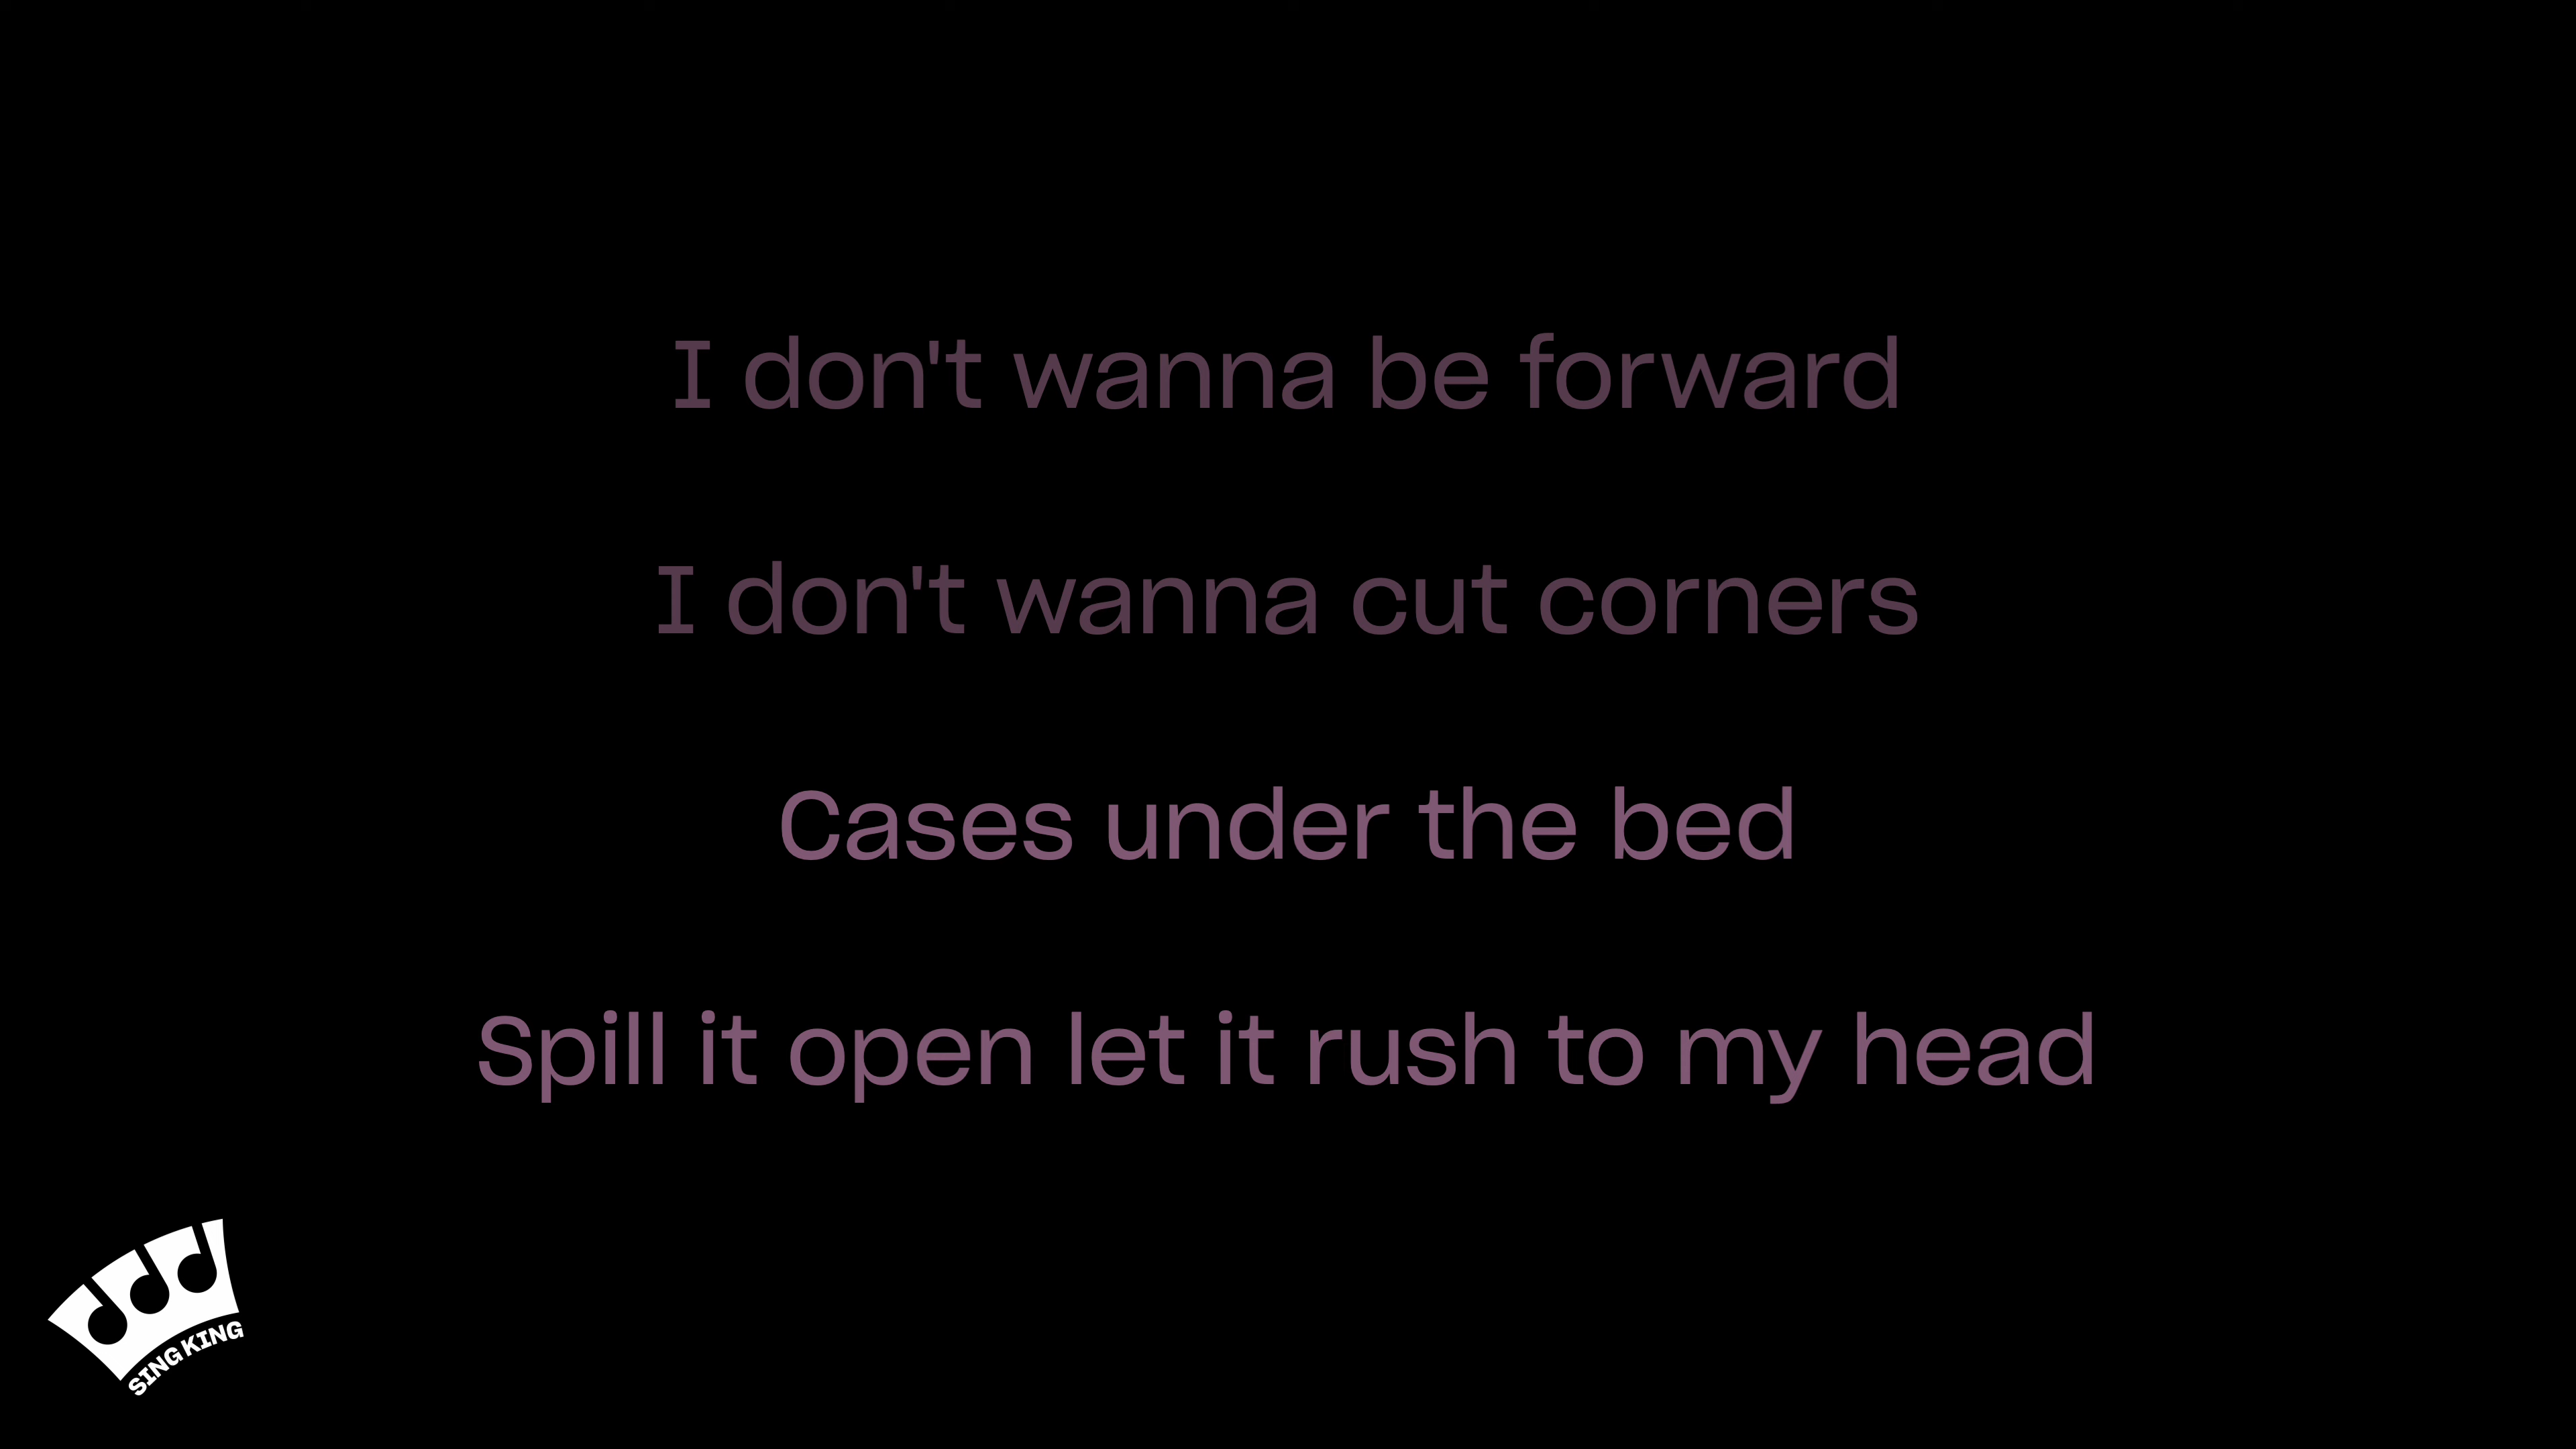 I don't wanna be forward
I don't wanna cut corners
Cases under the bed
Spill it open let it rush to my head
SING KING